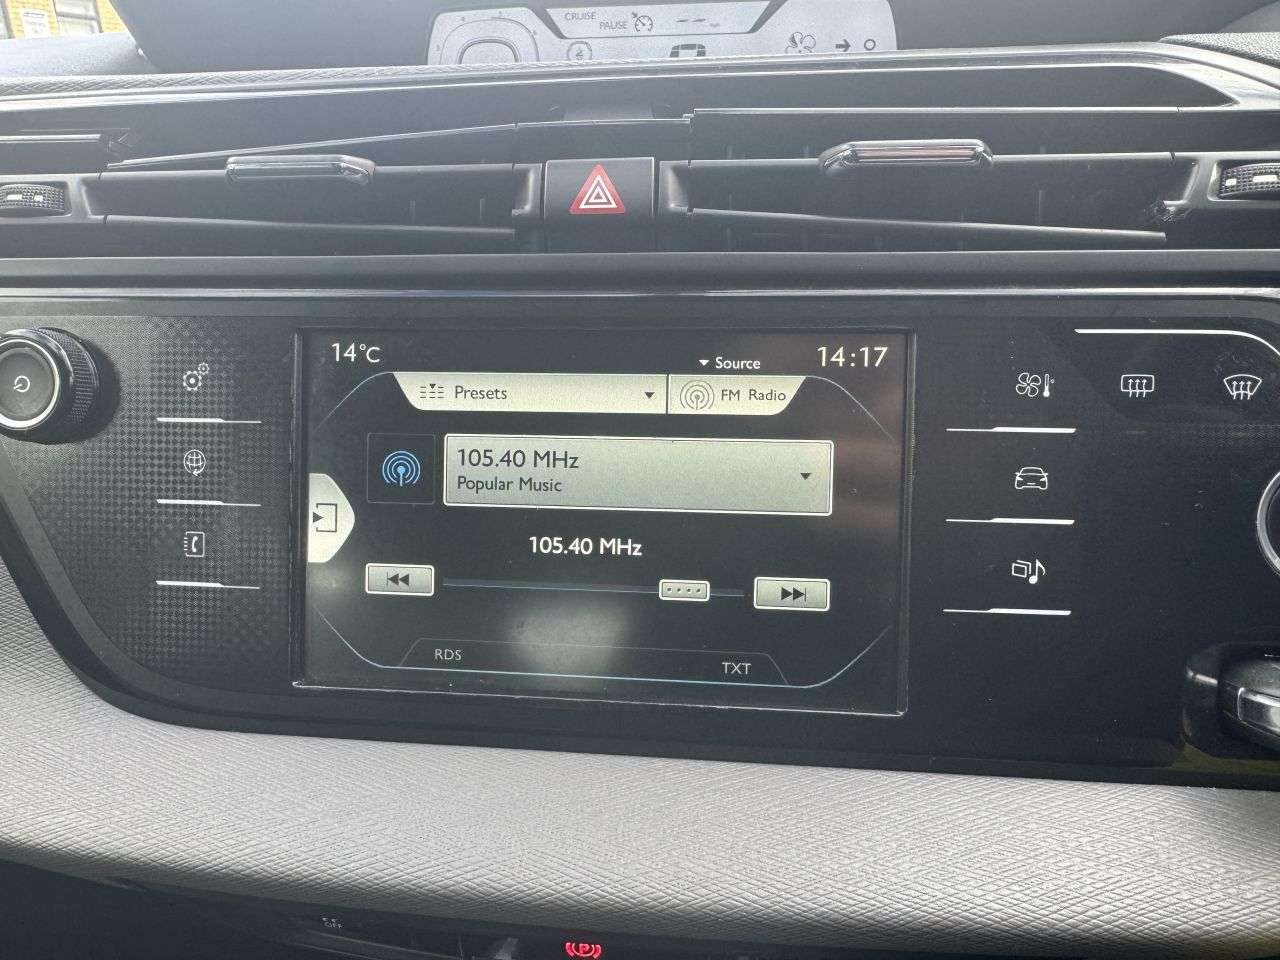 CRUISE
PAUSE
14°C
Source
14:17
Presets
FM Radio
105.40 MHz
Popular Music
105.40 MHz
RDS
TXT
OFF
P